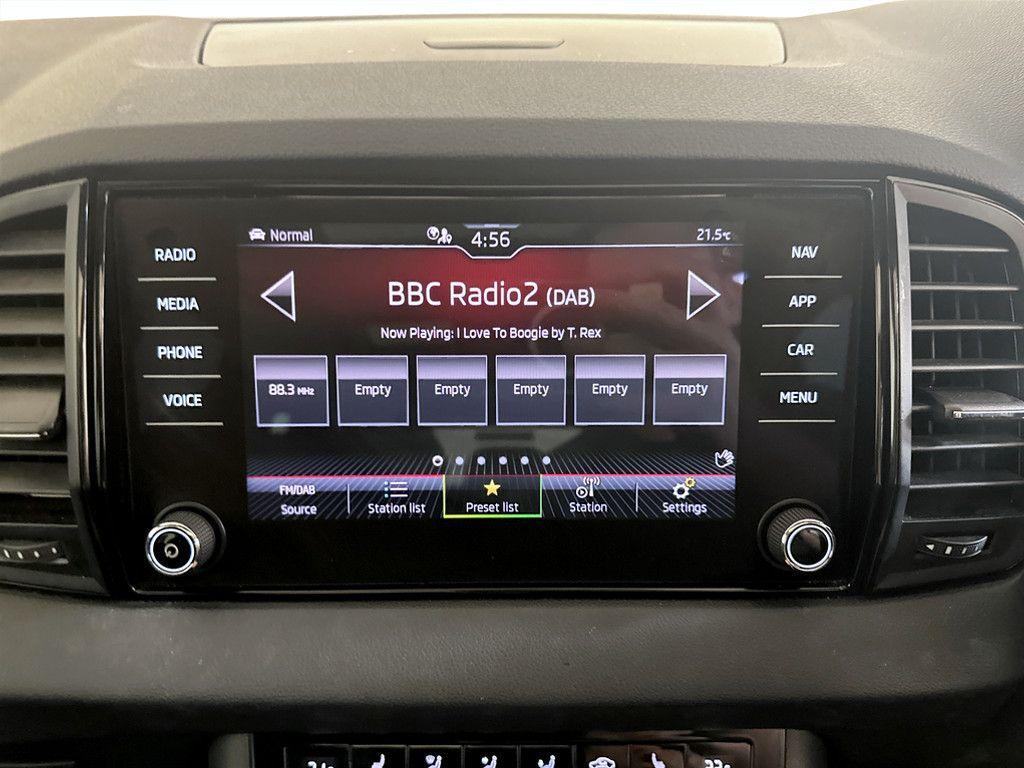 Normal
4:56
21,5°C
RADIO
MEDIA
PHONE
VOICE
NAV
APP
CAR
MENU
BBC Radio2 (DAB)
Now Playing: I Love To Boogie by T. Rex
88.3 MHz
Empty
Empty
Empty
Empty
Empty
FM/DAB
Source
Station list
Preset list
Station
Settings